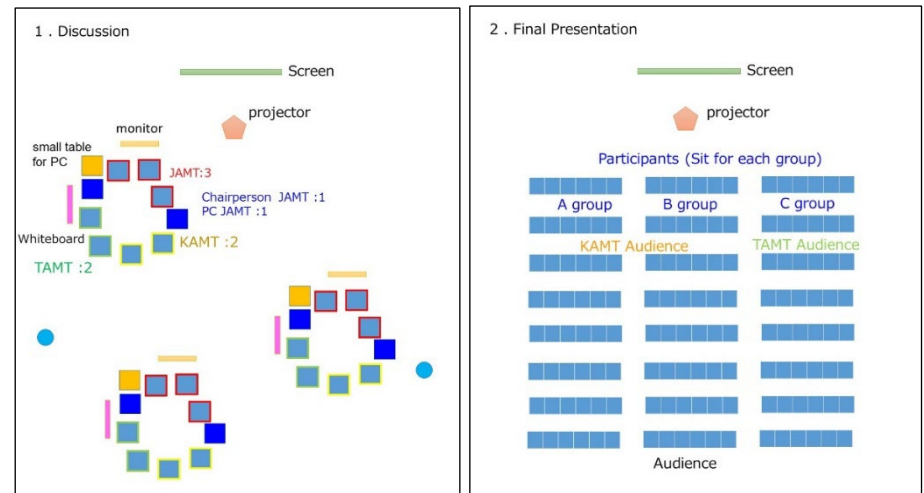 1 . Discussion
Screen
projector
monitor
small table
for PC
JAMT:3
Chairperson JAMT :1
PC JAMT :1
Whiteboard
KAMT :2
TAMT :2
2 . Final Presentation
Screen
projector
Participants (Sit for each group)
A group
B group
C group
KAMT Audience
TAMT Audience
Audience